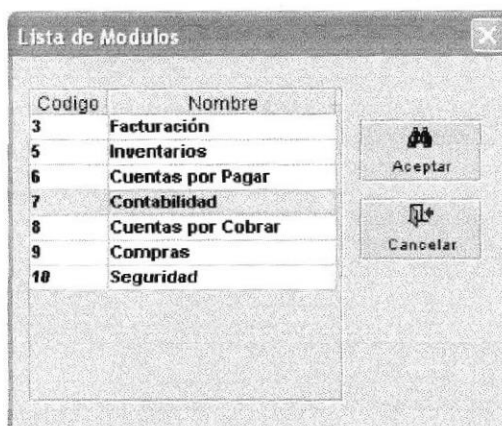 Lista de Modulos
Codigo Nombre
3 Facturación
5 Inventarios
6 Cuentas por Pagar
7 Contabilidad
8 Cuentas por Cobrar
9 Compras
10 Seguridad
Aceptar
Cancelar